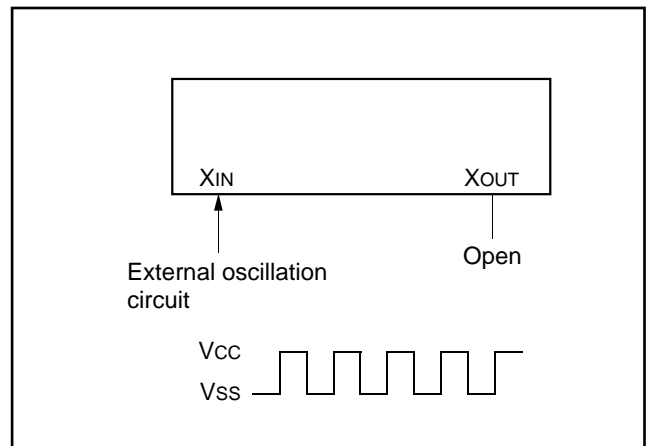 XIN XOUT
External oscillation
circuit
Open
VCC
VSS